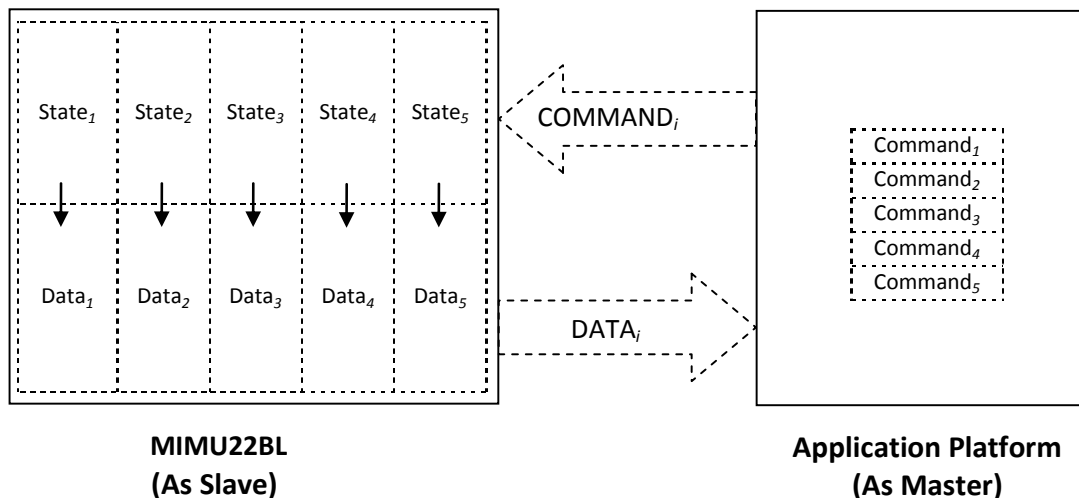 State1 State2 State3 State4 State5
Data1 Data2 Data3 Data4 Data5
COMMANDi
DATAi
Command1
Command2
Command3
Command4
Command5
MIMU22BL
(As Slave)
Application Platform
(As Master)